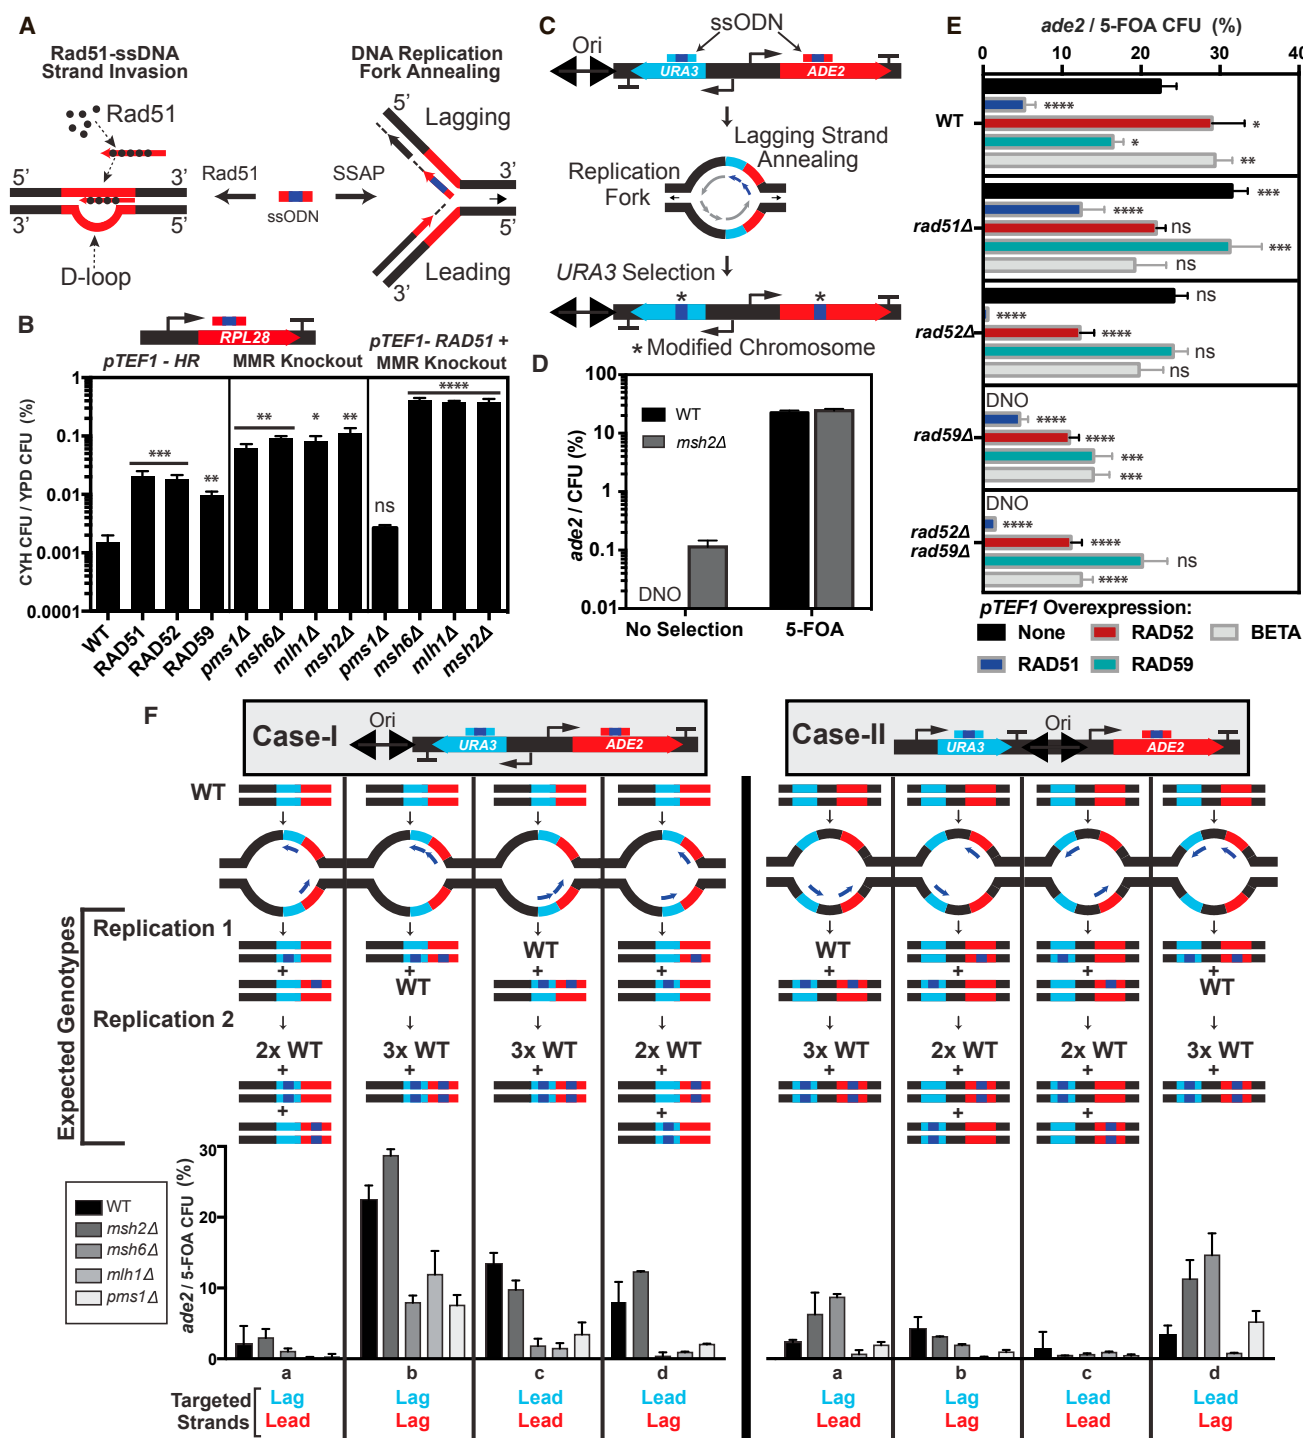 A
Rad51-ssDNA
Strand Invasion
DNA Replication
Fork Annealing
Rad51
5'
3'
3'
5'
D-loop
Rad51
ssODN
SSAP
5'
Lagging
3'
5'
Leading
3'
B
RPL28
pTEF1 - HR
MMR Knockout
pTEF1- RAD51 +
MMR Knockout
CYH CFU / YPD CFU (%)
1
0.1
0.01
0.001
0.0001
***
**
**
*
**
ns
****
WT
RAD51
RAD52
RAD59
pms1Δ
msh6Δ
mlh1Δ
msh2Δ
pms1Δ
msh6Δ
mlh1Δ
msh2Δ
C
ssODN
Ori
URA3
ADE2
Lagging Strand
Annealing
Replication
Fork
URA3 Selection
* *
* Modified Chromosome
D
ade2 / CFU (%)
100
10
1
0.1
0.01
WT
msh2Δ
DNO
No Selection
5-FOA
E
ade2 / 5-FOA CFU (%)
0 10 20 30 40
WT
****
*
*
**
rad51Δ
***
****
ns
***
ns
rad52Δ
ns
****
****
ns
ns
rad59Δ
DNO
****
****
***
***
rad52Δ
rad59Δ
DNO
****
****
ns
****
pTEF1 Overexpression:
None
RAD52
BETA
RAD51
RAD59
F
Case-I
Ori
URA3
ADE2
Case-II
URA3
Ori
ADE2
WT
Expected Genotypes
Replication 1
+
+
WT
WT
+
+
WT
+
+
+
+
WT
Replication 2
2x WT
3x WT
3x WT
2x WT
3x WT
2x WT
2x WT
3x WT
+ + + + + + + +
+ + + +
ade2 / 5-FOA CFU (%)
30
20
10
0
WT
msh2Δ
msh6Δ
mlh1Δ
pms1Δ
a b c d a b c d
Targeted
Strands
Lag Lag Lead Lead Lag Lag Lead Lead
Lead Lag Lead Lag Lead Lag Lead Lag